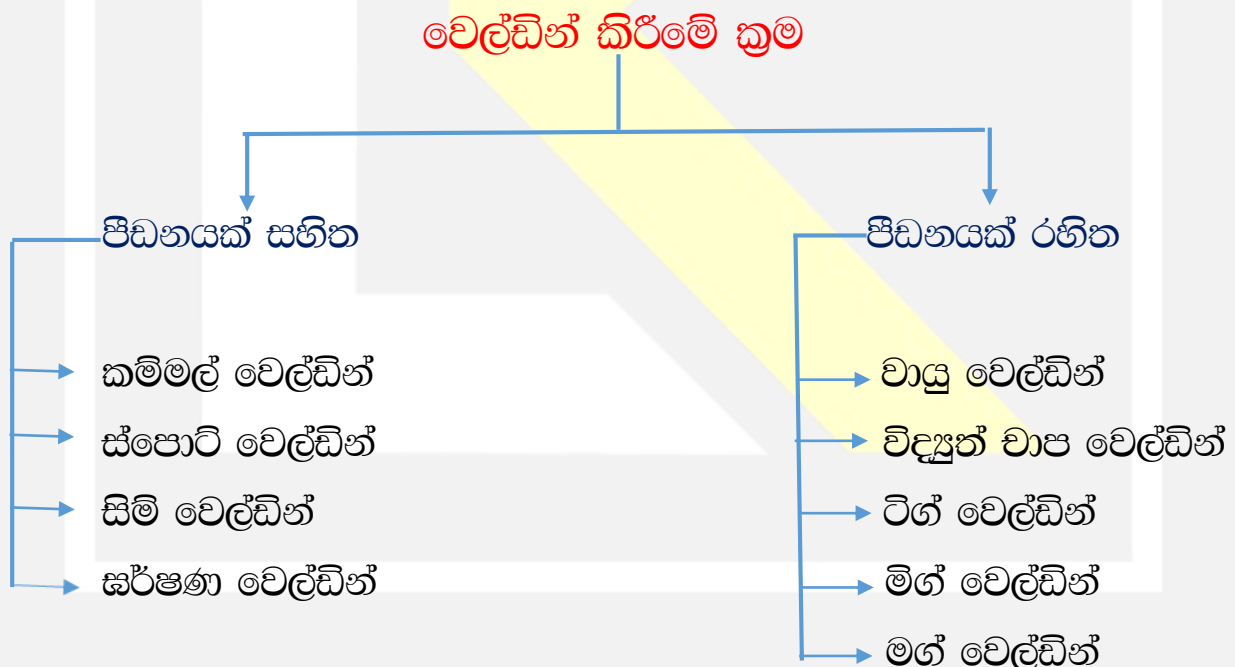 වෙල්ඩින් කිරීමේ ක්‍රම
පීඩනයක් සහිත
පීඩනයක් රහිත
කම්මල් වෙල්ඩින්
ස්පොට් වෙල්ඩින්
සිම් වෙල්ඩින්
ඝර්ෂණ වෙල්ඩින්
වායු වෙල්ඩින්
විද්‍යුත් චාප වෙල්ඩින්
ටිග් වෙල්ඩින්
මිග් වෙල්ඩින්
මග් වෙල්ඩින්